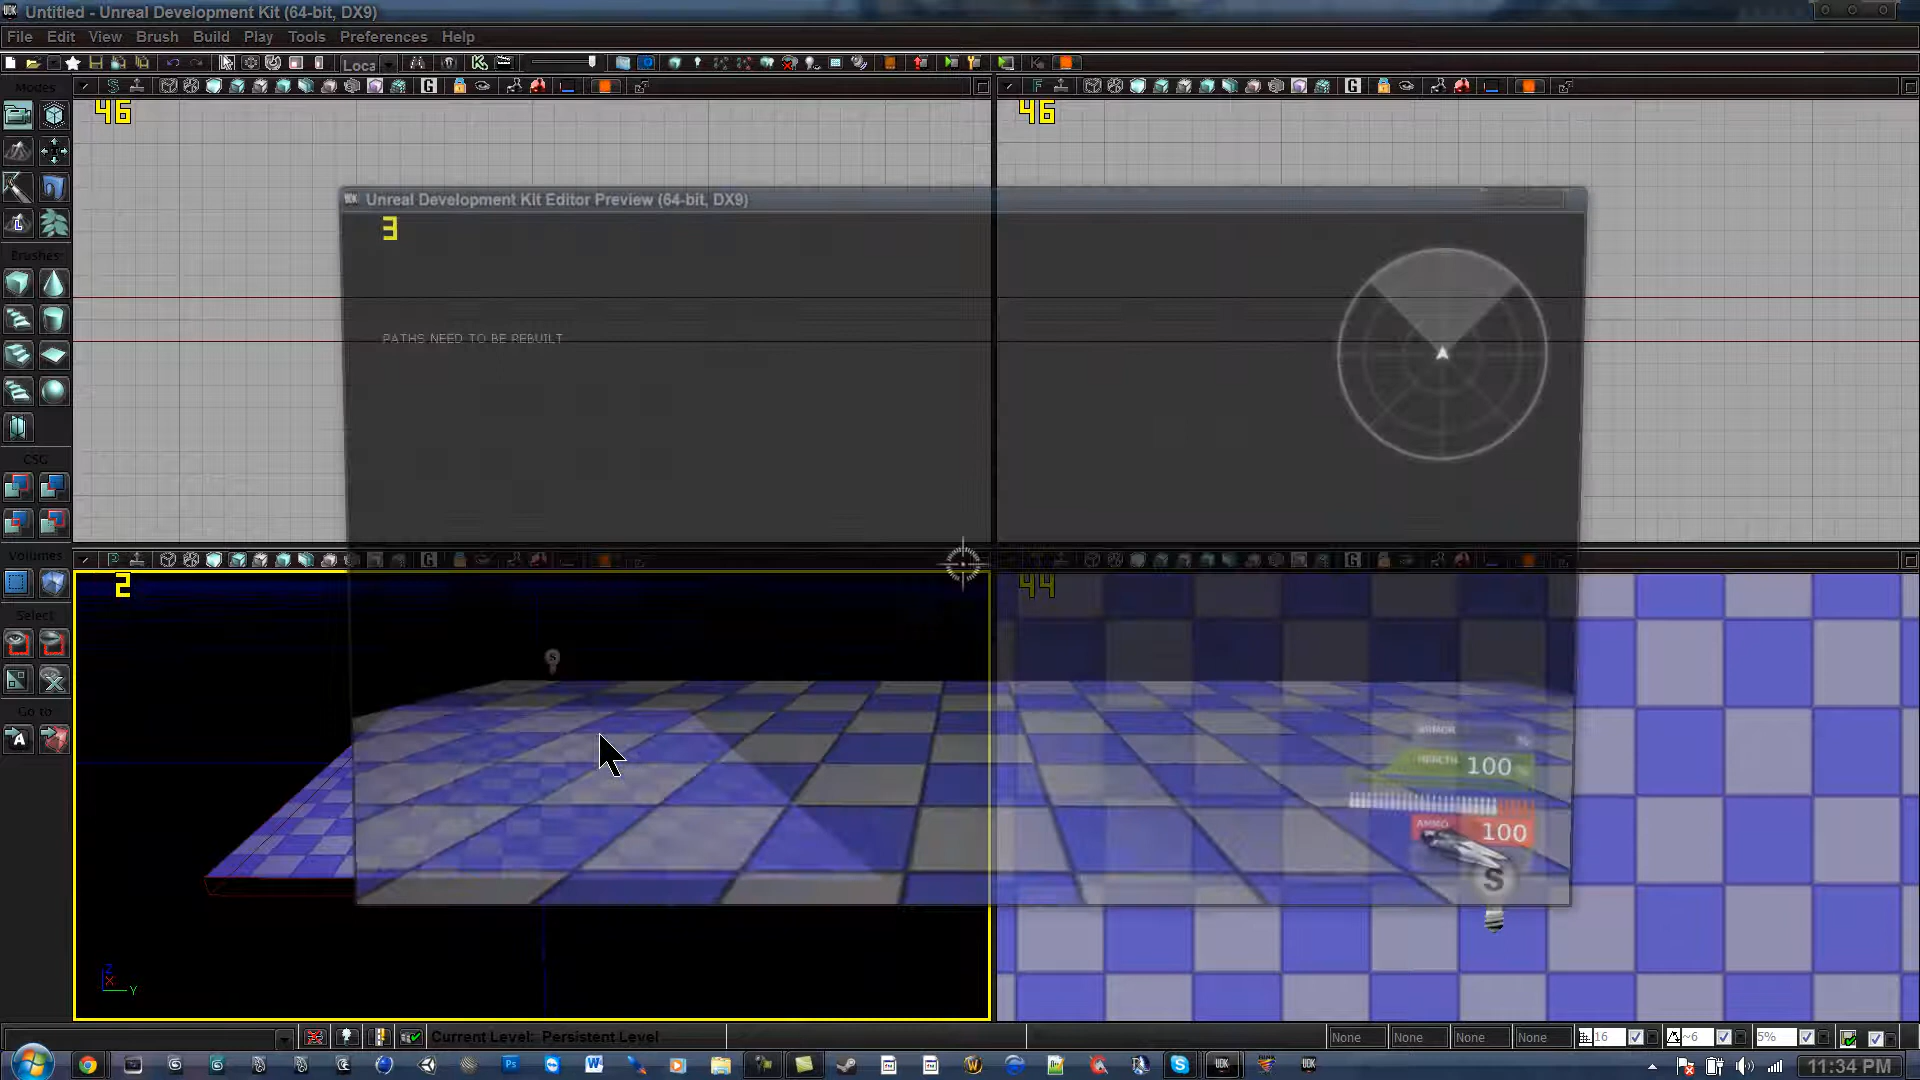 Untitled - Unreal Development Kit (64-bit, DX9)
File Edit View Brush Build Play Tools Preferences Help
Loca
Modes
S G F G
46
46
Unreal Development Kit Editor Preview (64-bit, DX9)
3
PATHS NEED TO BE REBUILT
L
Brushes
CSG
Volumes
P G G
2
44
Select
S
Go to
A
ARMOR
HEALTH 100
AMMO 100
S
Z
X
Y
Current Level: Persistent Level
None None None None 16 ~6 5%
11:34 PM